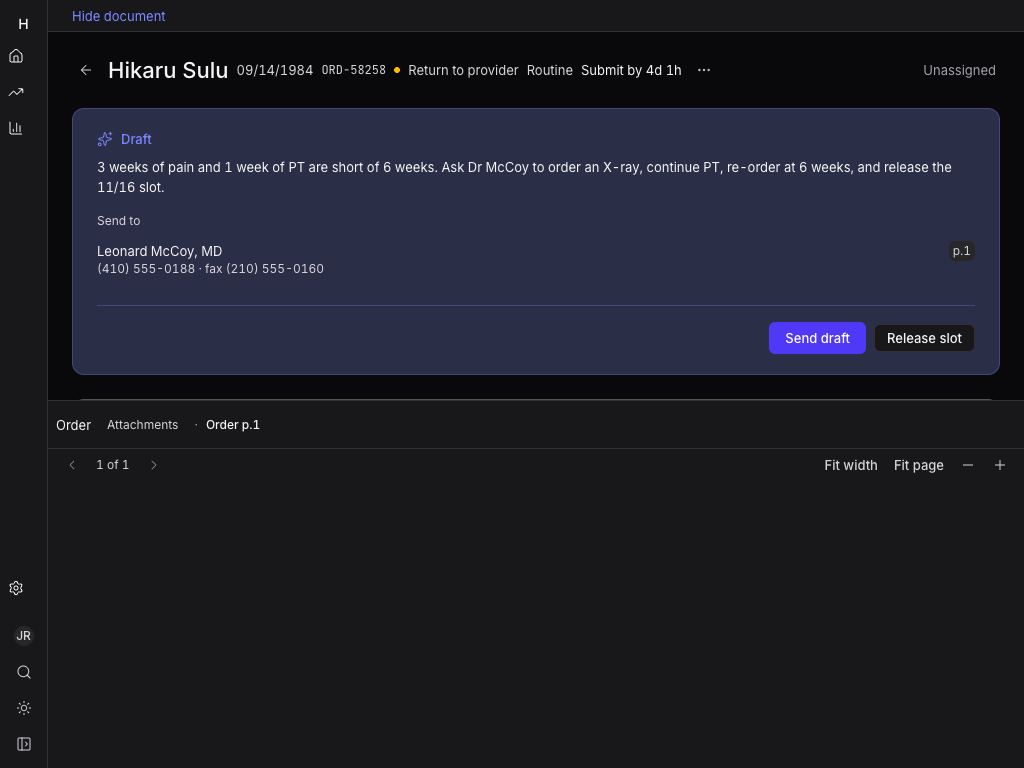 Hide document
H
Hikaru Sulu 09/14/1984 ORD-58258 Return to provider Routine Submit by 4d 1h ··· Unassigned
Draft
3 weeks of pain and 1 week of PT are short of 6 weeks. Ask Dr McCoy to order an X-ray, continue PT, re-order at 6 weeks, and release the
11/16 slot.
Send to
Leonard McCoy, MD p.1
(410) 555-0188 · fax (210) 555-0160
Send draft Release slot
Order Attachments · Order p.1
1 of 1 Fit width Fit page
JR